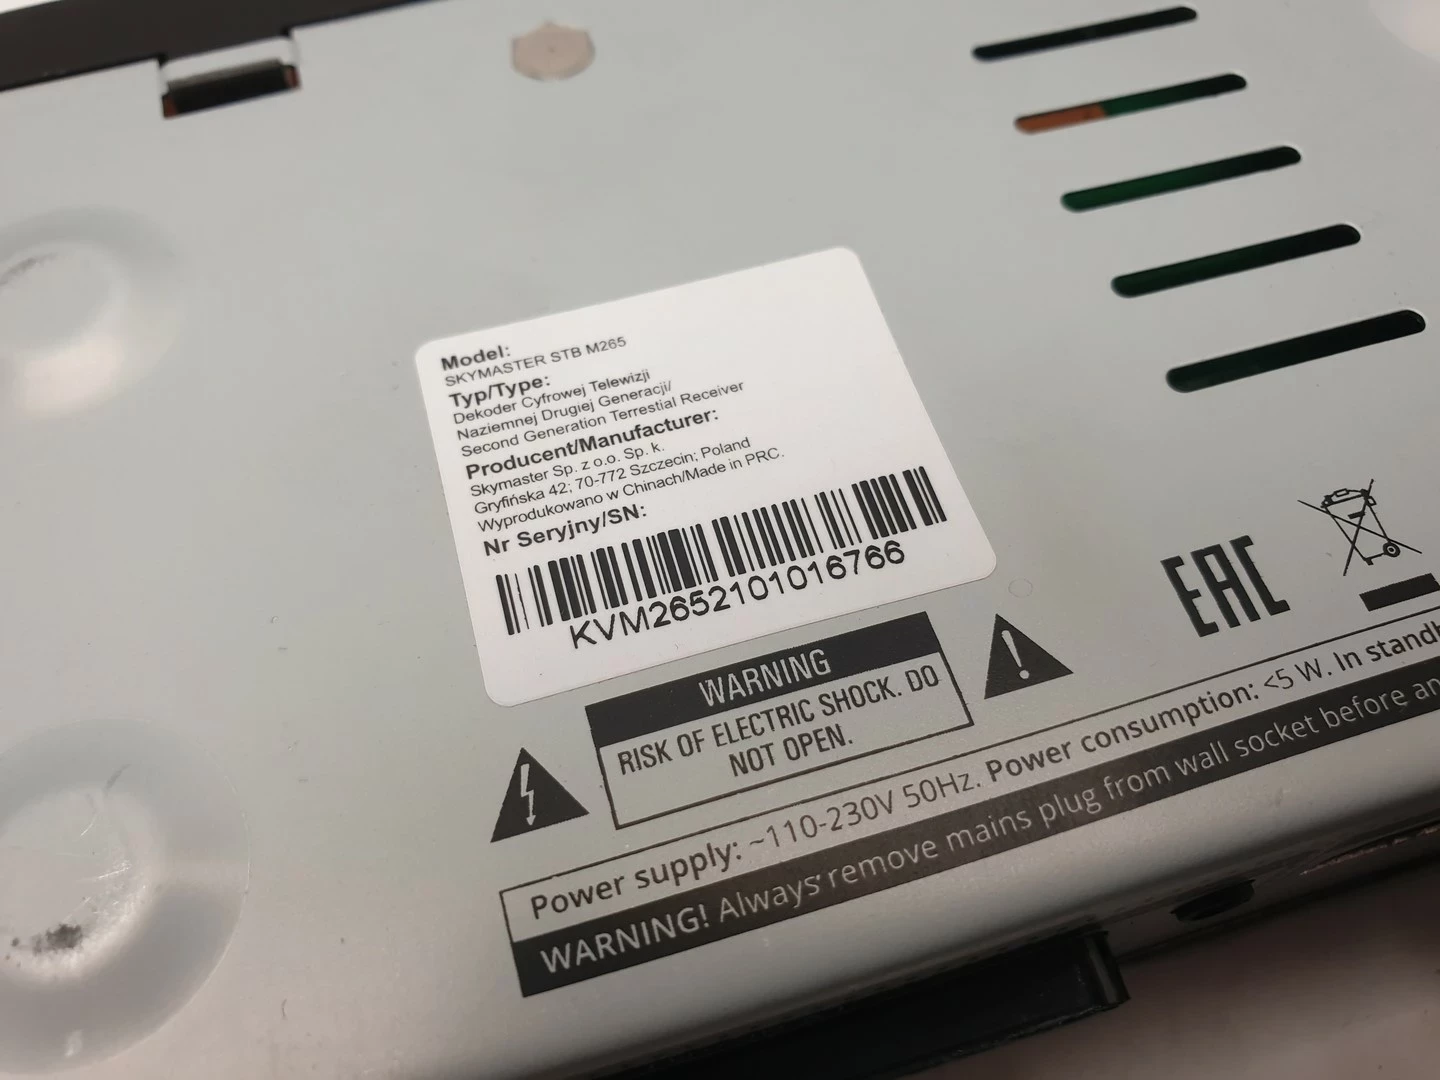 Model:
SKYMASTER STB M265
Typ/Type:
Dekoder Cyfrowej Telewizji
Naziemnej Drugiej Generacji/
Second Generation Terrestial Receiver
Producent/Manufacturer:
Skymaster Sp. z o.o. Sp. k.
Gryfińska 42; 70-772 Szczecin; Poland
Wyprodukowano w Chinach/Made in PRC.
Nr Seryjny/SN:
KVM2652101016766
WARNING
RISK OF ELECTRIC SHOCK. DO
NOT OPEN.
EAC
Power supply: ~110-230V 50Hz. Power consumption: <5 W. In
WARNING! Always remove mains plug from wall socket before